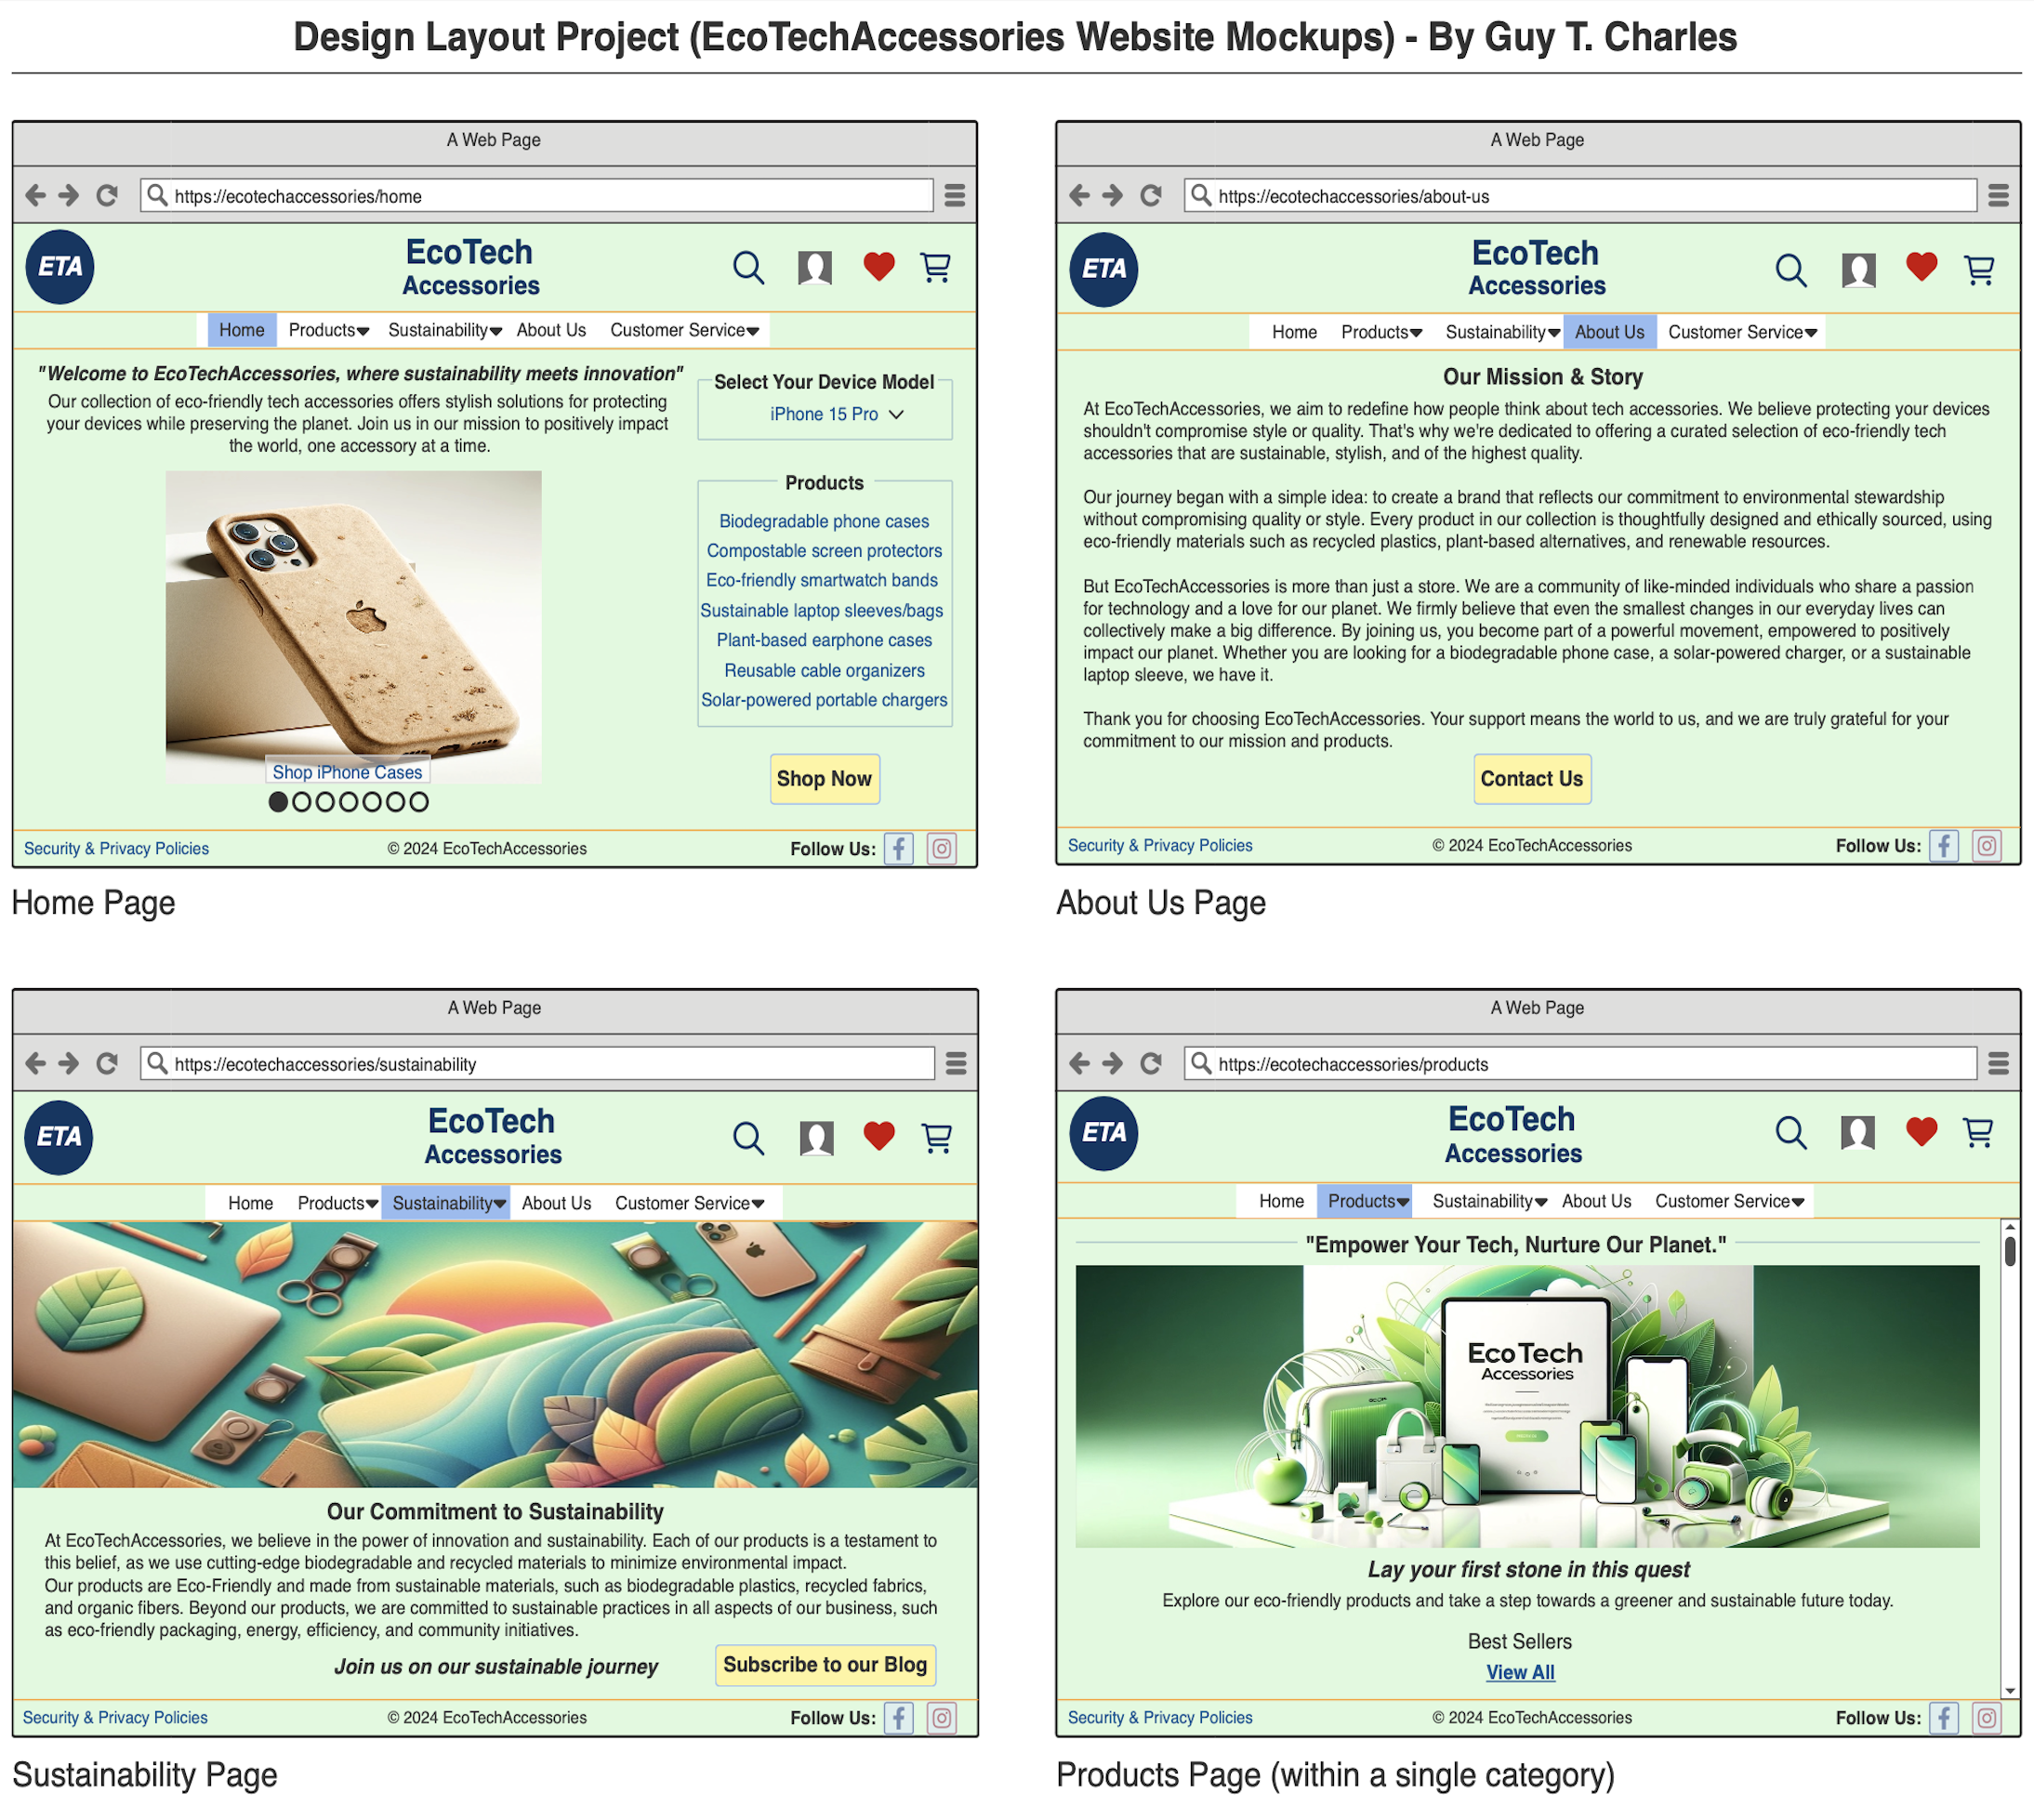 Design Layout Project (EcoTechAccessories Website Mockups) - By Guy T. Charles
A Web Page
https://ecotechaccessories/home
ETA
EcoTech
Accessories
Home Products Sustainability About Us Customer Service
"Welcome to EcoTechAccessories, where sustainability meets innovation"
Our collection of eco-friendly tech accessories offers stylish solutions for protecting
your devices while preserving the planet. Join us in our mission to positively impact
the world, one accessory at a time.
Shop iPhone Cases
Select Your Device Model
iPhone 15 Pro
Products
Biodegradable phone cases
Compostable screen protectors
Eco-friendly smartwatch bands
Sustainable laptop sleeves/bags
Plant-based earphone cases
Reusable cable organizers
Solar-powered portable chargers
Shop Now
Security & Privacy Policies © 2024 EcoTechAccessories Follow Us:
Home Page
A Web Page
https://ecotechaccessories/about-us
ETA
EcoTech
Accessories
Home Products Sustainability About Us Customer Service
Our Mission & Story
At EcoTechAccessories, we aim to redefine how people think about tech accessories. We believe protecting your devices
shouldn't compromise style or quality. That's why we're dedicated to offering a curated selection of eco-friendly tech
accessories that are sustainable, stylish, and of the highest quality.
Our journey began with a simple idea: to create a brand that reflects our commitment to environmental stewardship
without compromising quality or style. Every product in our collection is thoughtfully designed and ethically sourced, using
eco-friendly materials such as recycled plastics, plant-based alternatives, and renewable resources.
But EcoTechAccessories is more than just a store. We are a community of like-minded individuals who share a passion
for technology and a love for our planet. We firmly believe that even the smallest changes in our everyday lives can
collectively make a big difference. By joining us, you become part of a powerful movement, empowered to positively
impact our planet. Whether you are looking for a biodegradable phone case, a solar-powered charger, or a sustainable
laptop sleeve, we have it.
Thank you for choosing EcoTechAccessories. Your support means the world to us, and we are truly grateful for your
commitment to our mission and products.
Contact Us
Security & Privacy Policies © 2024 EcoTechAccessories Follow Us:
About Us Page
A Web Page
https://ecotechaccessories/sustainability
ETA
EcoTech
Accessories
Home Products Sustainability About Us Customer Service
Our Commitment to Sustainability
At EcoTechAccessories, we believe in the power of innovation and sustainability. Each of our products is a testament to
this belief, as we use cutting-edge biodegradable and recycled materials to minimize environmental impact.
Our products are Eco-Friendly and made from sustainable materials, such as biodegradable plastics, recycled fabrics,
and organic fibers. Beyond our products, we are committed to sustainable practices in all aspects of our business, such
as eco-friendly packaging, energy, efficiency, and community initiatives.
Join us on our sustainable journey
Subscribe to our Blog
Security & Privacy Policies © 2024 EcoTechAccessories Follow Us:
Sustainability Page
A Web Page
https://ecotechaccessories/products
ETA
EcoTech
Accessories
Home Products Sustainability About Us Customer Service
"Empower Your Tech, Nurture Our Planet."
EcoTech
Accessories
Lay your first stone in this quest
Explore our eco-friendly products and take a step towards a greener and sustainable future today.
Best Sellers
View All
Security & Privacy Policies © 2024 EcoTechAccessories Follow Us:
Products Page (within a single category)